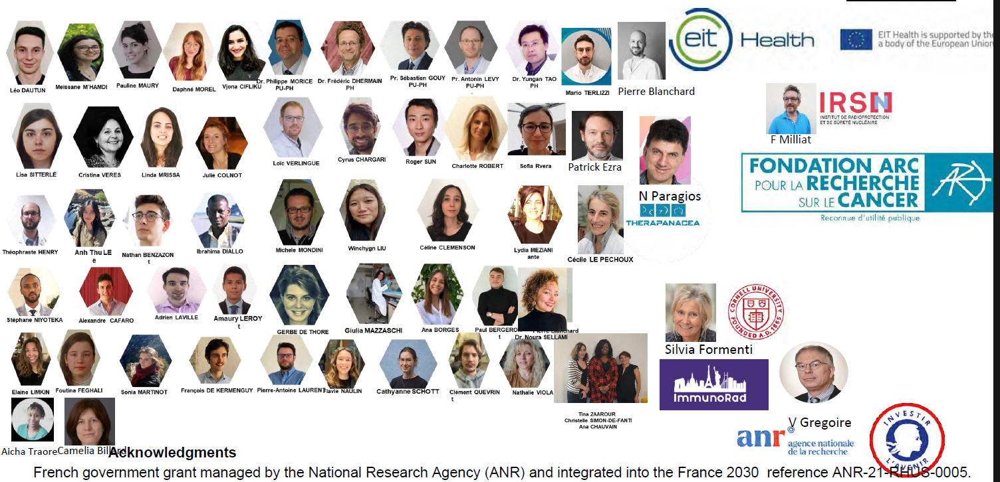 eit Health
EIT Health is supported by the
a body of the European Union
Léo DAUTUN
Meissane M'HAMDI
Pauline MAURY
Daphné MOREL
Vjona CIFLIKU
Dr. Philippe MORICE
PU-PH
Dr. Frédéric DHERMAIN
PH
Pr. Sébastien GOUY
PU-PH
Pr. Antonin LEVY
PU-PH
Dr. Yungan TAO
PH
Mario TERLIZZI
Pierre Blanchard
IRSN
INSTITUT DE RADIOPROTECTION
ET DE SÛRETÉ NUCLÉAIRE
F Milliat
Lisa SITTERLÉ
Cristina VERES
Linda MRISSA
Julie COLNOT
Loïc VERLINGUE
Cyrus CHARGARI
Roger SUN
Charlotte ROBERT
Sofia Rvera
Patrick Ezra
N Paragios
THERAPANACEA
FONDATION ARC
POUR LA RECHERCHE
SUR LE CANCER
ARC
Reconnue d'utilité publique
Théophraste HENRY
Anh Thu LE
e
Nathan BENZAZON
t
Ibrahima DIALLO
Michele MONDINI
Winchygn LIU
Céline CLEMENSON
Lydia MEZIANI
ante
Cécile LE PECHOUX
Stéphane NIYOTEKA
Alexandre CAFARO
Adrien LAVILLE
Amaury LEROY
t
GERBE DE THORE
Giulia MAZZASCHI
Ana BORGES
Paul BERGERON
t
Pierre Blanchard
Dr. Noura SELLAMI
CORNELL UNIVERSITY
FOUNDED A.D. 1865
Silvia Formenti
ImmunoRad
Elaine LIMKIN
Foutina FEGHALI
Sonia MARTINOT
François DE KERMENGUY
Pierre-Antoine LAURENT
Flavie NAULIN
Cathyanne SCHOTT
Clément QUEVRIN
t
Nathalie VIOLA
Tina ZAAROUR
Christelle SIMON-DE-FANTI
Ana CHAUVAIN
V Gregoire
anr
agence nationale
de la recherche
INVESTIR
L'AVENIR
Aicha Traore
Camelia Billard
Acknowledgments
French government grant managed by the National Research Agency (ANR) and integrated into the France 2030 reference ANR-21-RHUS-0005.